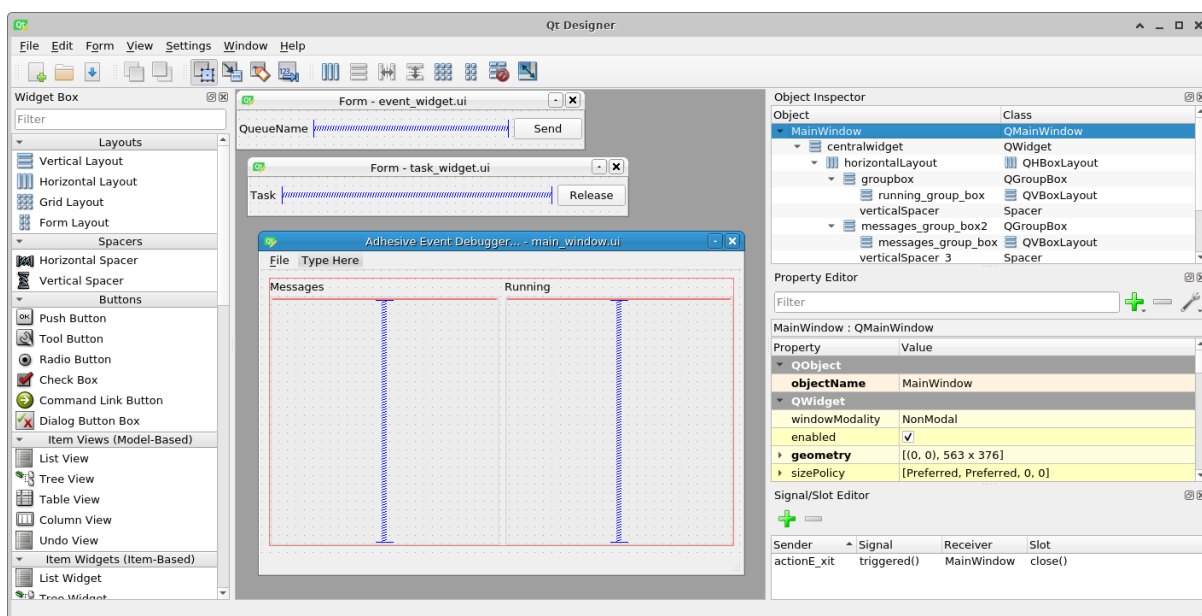 Qt Designer
File Edit Form View Settings Window Help
Widget Box
Filter
Layouts
Vertical Layout
Horizontal Layout
Grid Layout
Form Layout
Spacers
Horizontal Spacer
Vertical Spacer
Buttons
OK Push Button
Tool Button
Radio Button
Check Box
Command Link Button
Dialog Button Box
Item Views (Model-Based)
List View
Tree View
Table View
Column View
Undo View
Item Widgets (Item-Based)
List Widget
Tree Widget
Form - event_widget.ui
QueueName Send
Form - task_widget.ui
Task Release
Adhesive Event Debugger... - main_window.ui
File Type Here
Messages Running
Object Inspector
Object Class
MainWindow QMainWindow
centralwidget QWidget
horizontalLayout QHBoxLayout
groupbox QGroupBox
running_group_box QVBoxLayout
verticalSpacer Spacer
messages_group_box2 QGroupBox
messages_group_box QVBoxLayout
verticalSpacer_3 Spacer
Property Editor
Filter
MainWindow : QMainWindow
Property Value
QObject
objectName MainWindow
QWidget
windowModality NonModal
enabled
geometry [(0, 0), 563 x 376]
sizePolicy [Preferred, Preferred, 0, 0]
Signal/Slot Editor
Sender Signal Receiver Slot
actionE_xit triggered() MainWindow close()